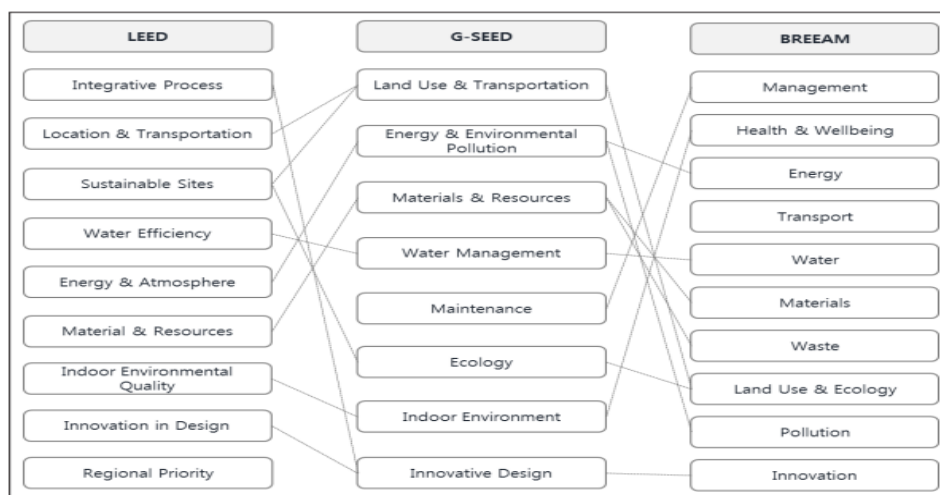 LEED
Integrative Process
Location & Transportation
Sustainable Sites
Water Efficiency
Energy & Atmosphere
Material & Resources
Indoor Environmental
Quality
Innovation in Design
Regional Priority
G-SEED
Land Use & Transportation
Energy & Environmental
Pollution
Materials & Resources
Water Management
Maintenance
Ecology
Indoor Environment
Innovative Design
BREEAM
Management
Health & Wellbeing
Energy
Transport
Water
Materials
Waste
Land Use & Ecology
Pollution
Innovation